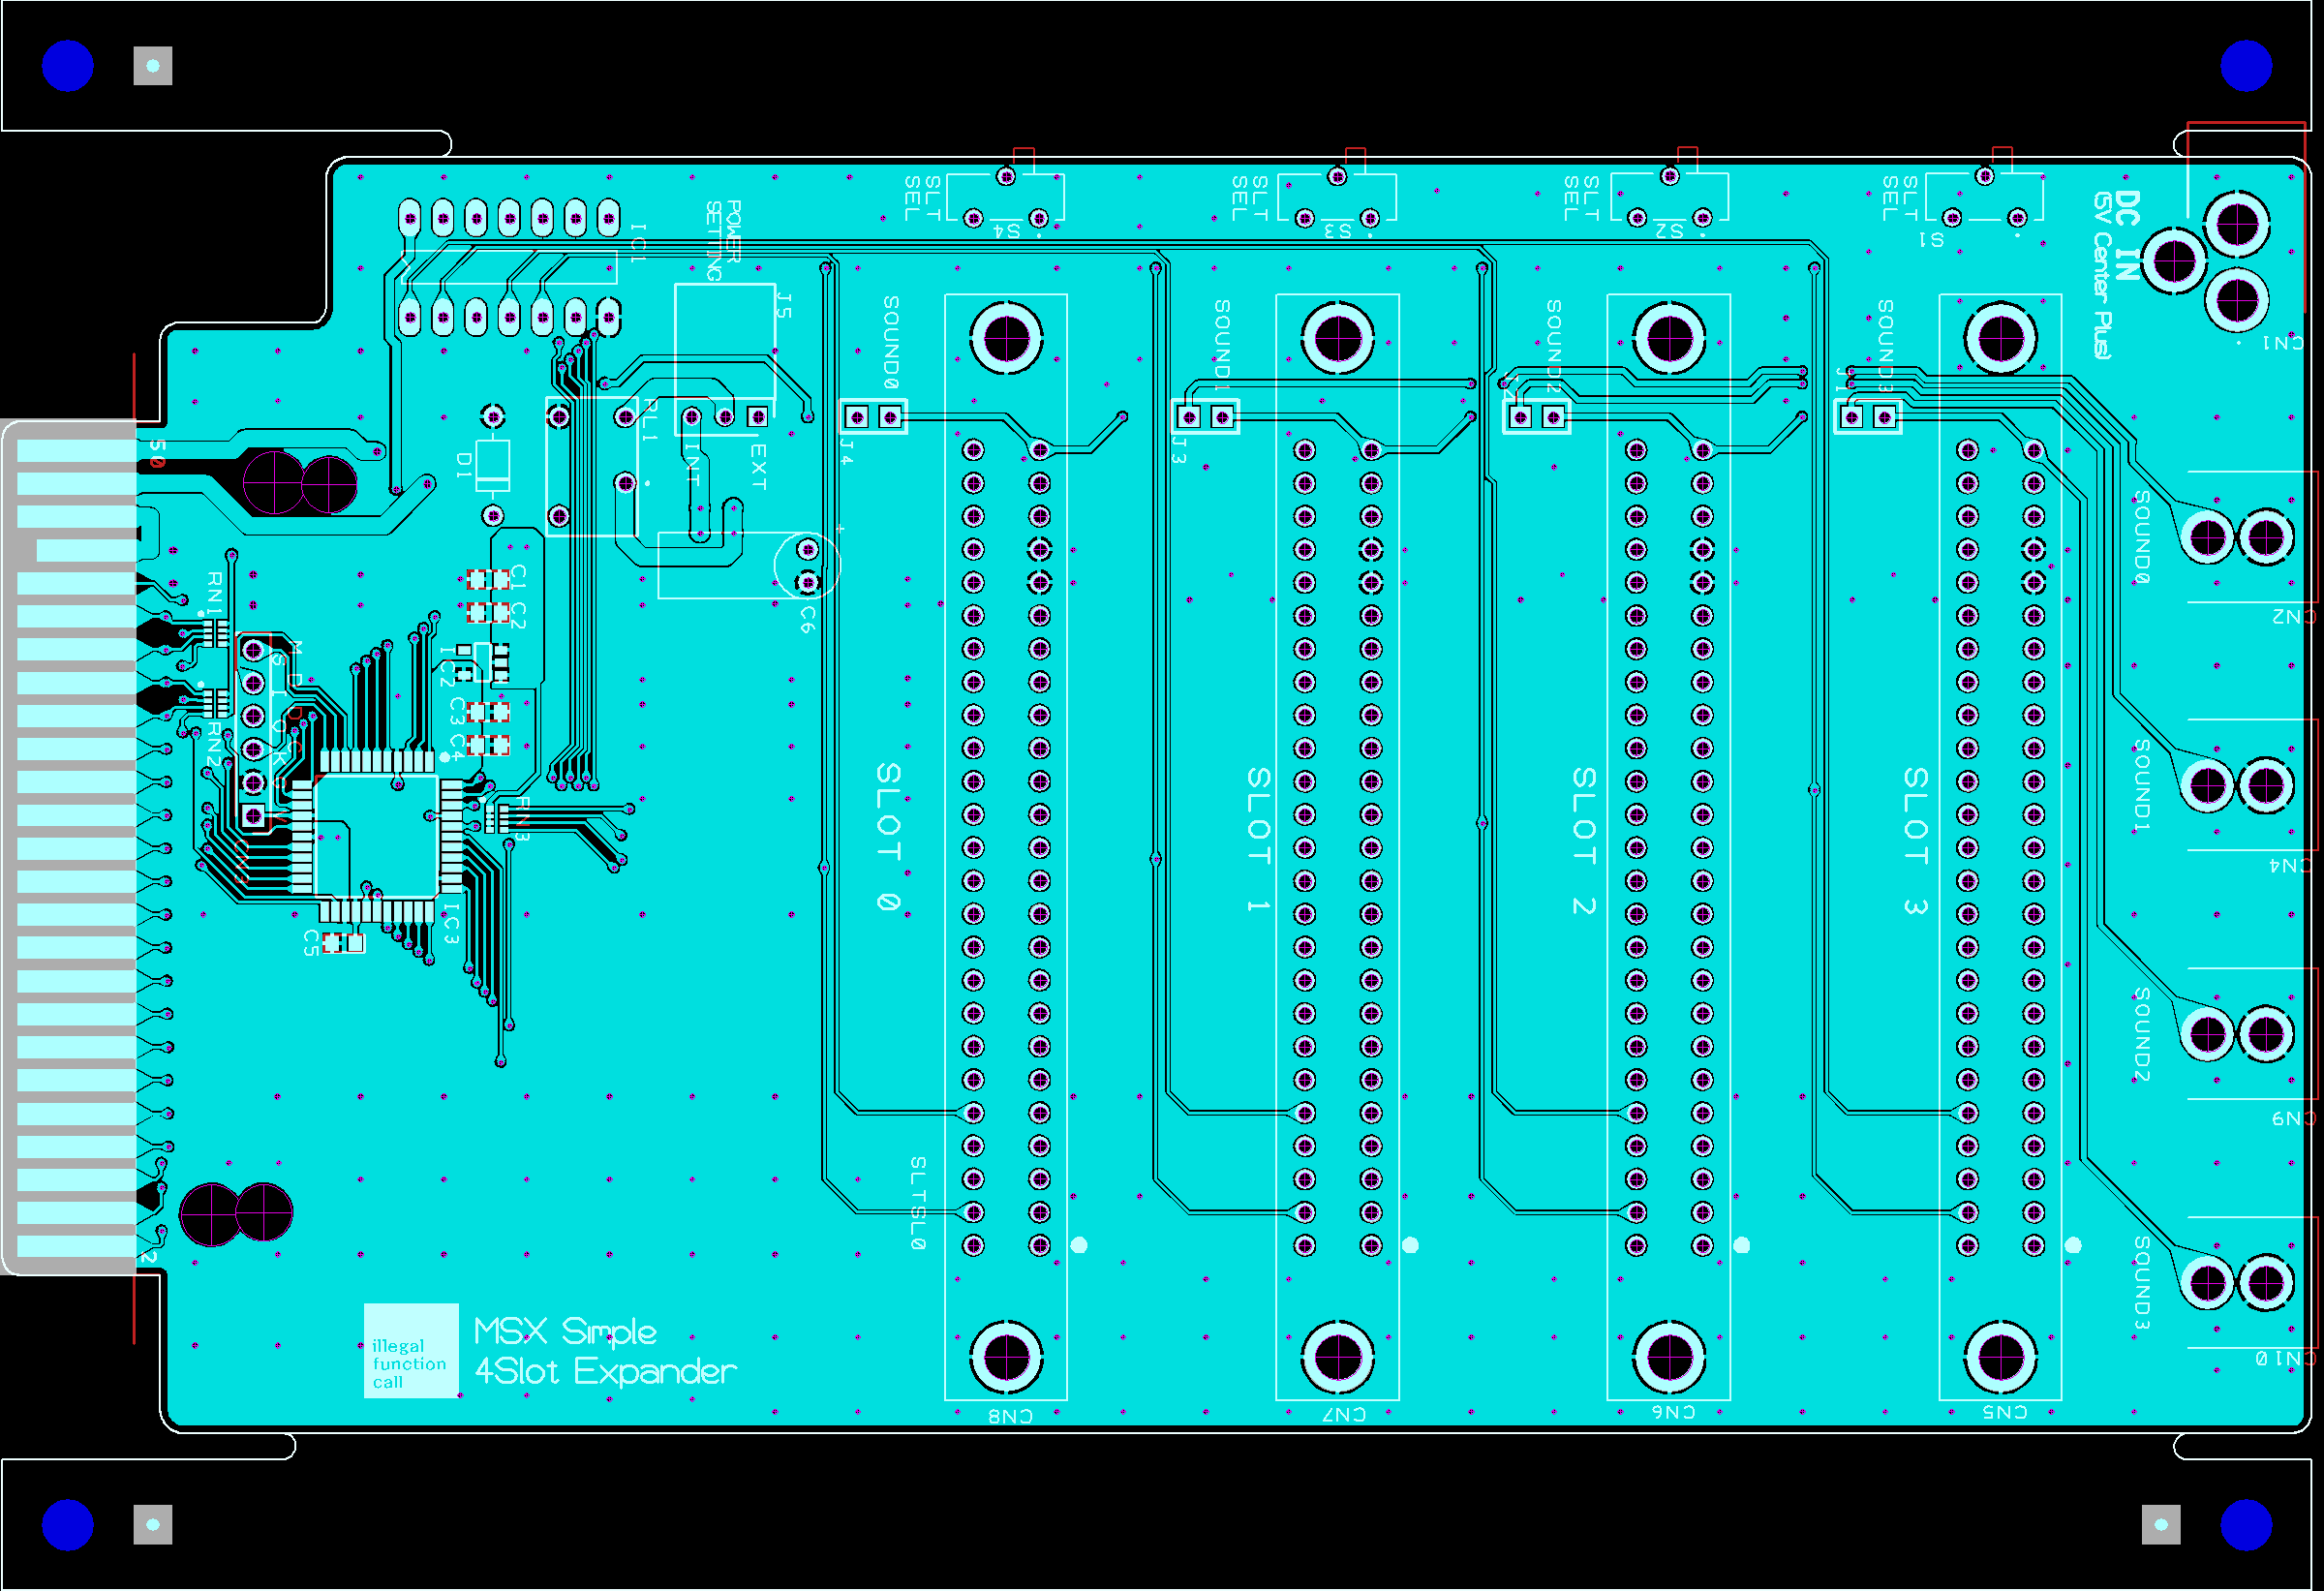 SLT
SEL
S4
SLT
SEL
S3
SLT
SEL
S2
SLT
SEL
S1
DC IN
(5V Center Plus)
CN1
IC1
POWER
SETTING
J5
SOUND0
SOUND1
SOUND2
SOUND3
J4
J3
J2
J1
50
D1
RL1
INT
EXT
+
C6
C1
C2
IC2
C3
C4
RN1
RN2
RN3
IC3
C5
SLOT 0
SLOT 1
SLOT 2
SLOT 3
SLTSL0
SOUND0
CN2
SOUND1
CN4
SOUND2
CN9
SOUND3
CN10
2
illegal
function
call
MSX Simple
4Slot Expander
CN8
CN7
CN6
CN5